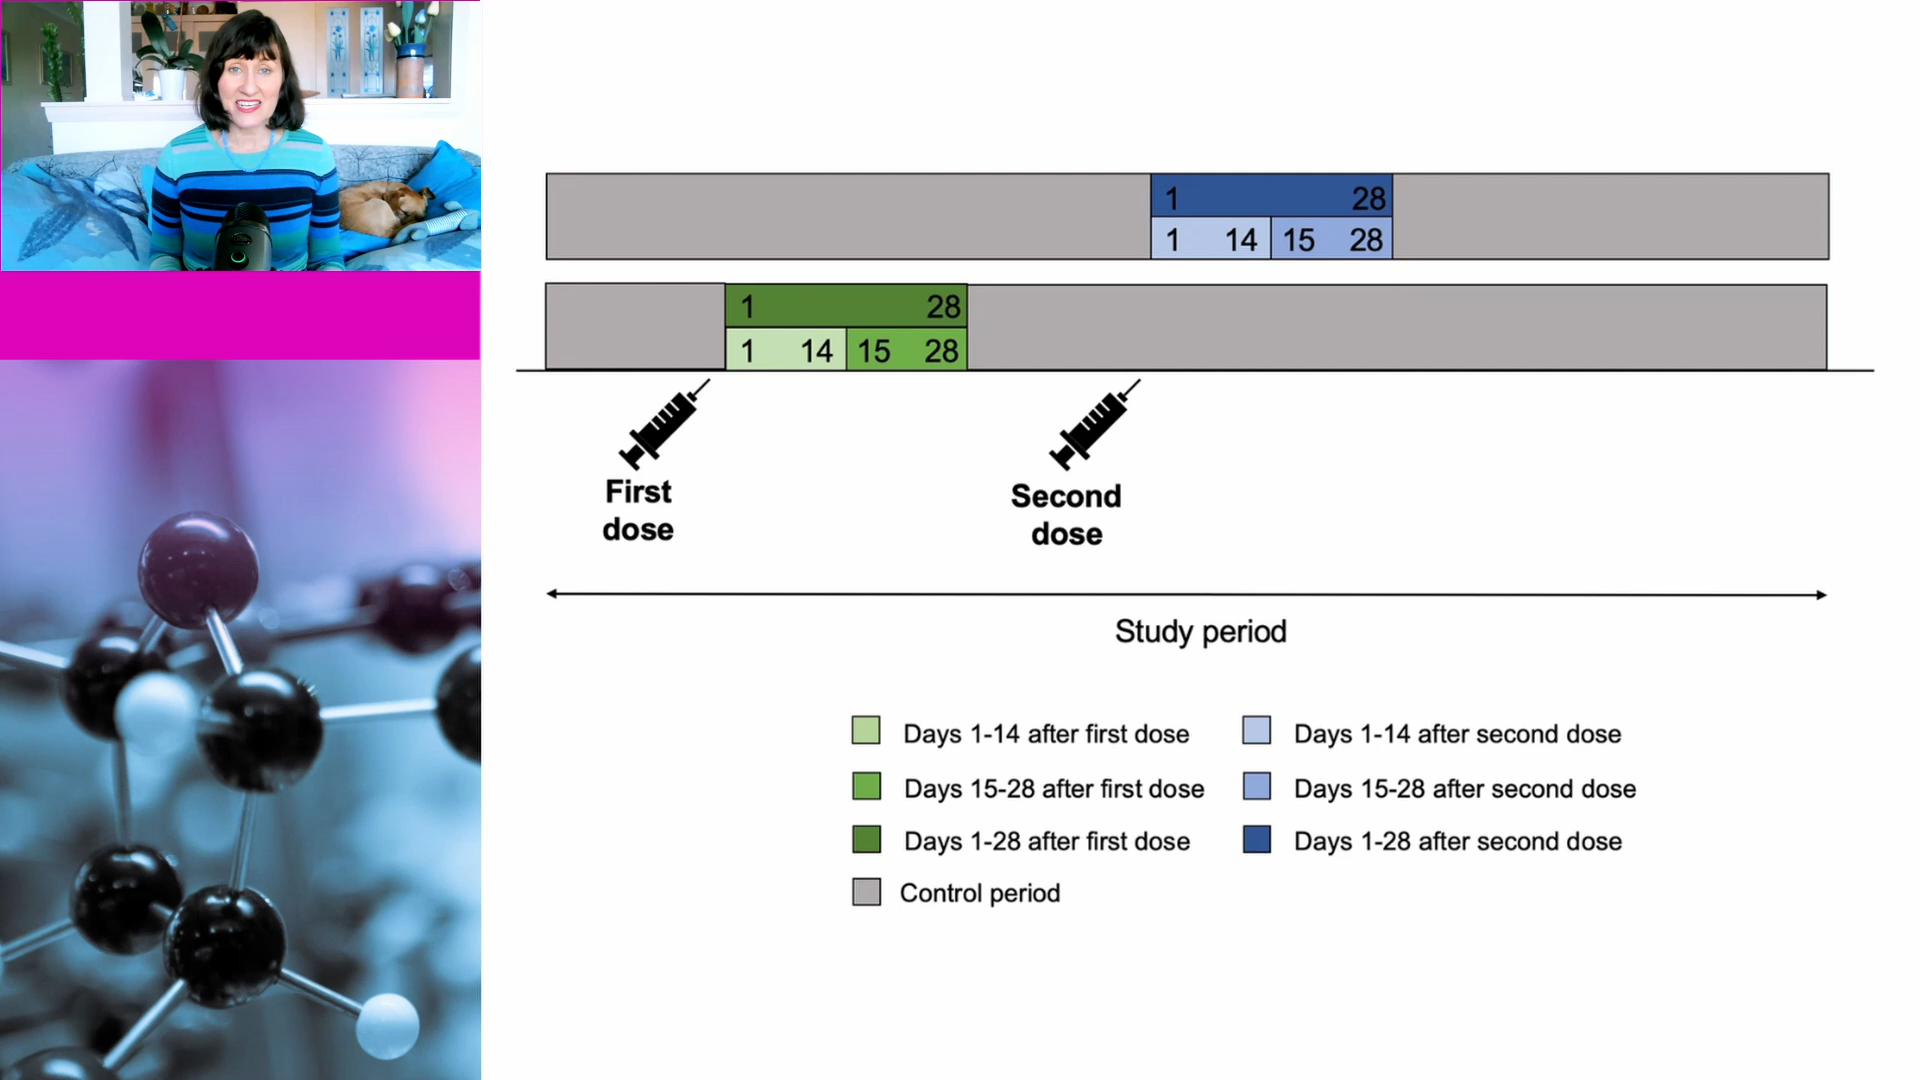 1 28
1 14 15 28
1 28
1 14 15 28
First
dose
Second
dose
Study period
Days 1-14 after first dose
Days 15-28 after first dose
Days 1-28 after first dose
Control period
Days 1-14 after second dose
Days 15-28 after second dose
Days 1-28 after second dose